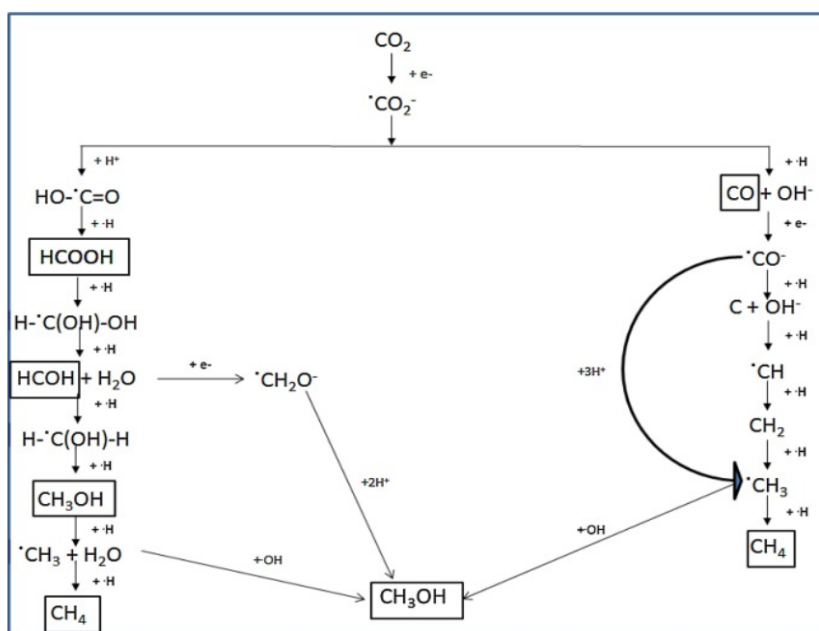 CO₂
+ e-
˙CO₂⁻
+ H⁺
+ ·H
HO-˙C=O
CO + OH⁻
+ ·H
+ e-
HCOOH
˙CO⁻
+ ·H
+ ·H
H-˙C(OH)-OH
C + OH⁻
+ ·H
+ ·H
HCOH + H₂O
+ e-
˙CH₂O⁻
+3H⁺
˙CH
+ ·H
+ ·H
H-˙C(OH)-H
CH₂
+ ·H
+ ·H
CH₃OH
+2H⁺
˙CH₃
+ ·H
+ ·H
˙CH₃ + H₂O
+·OH
+·OH
CH₄
+ ·H
CH₃OH
CH₄